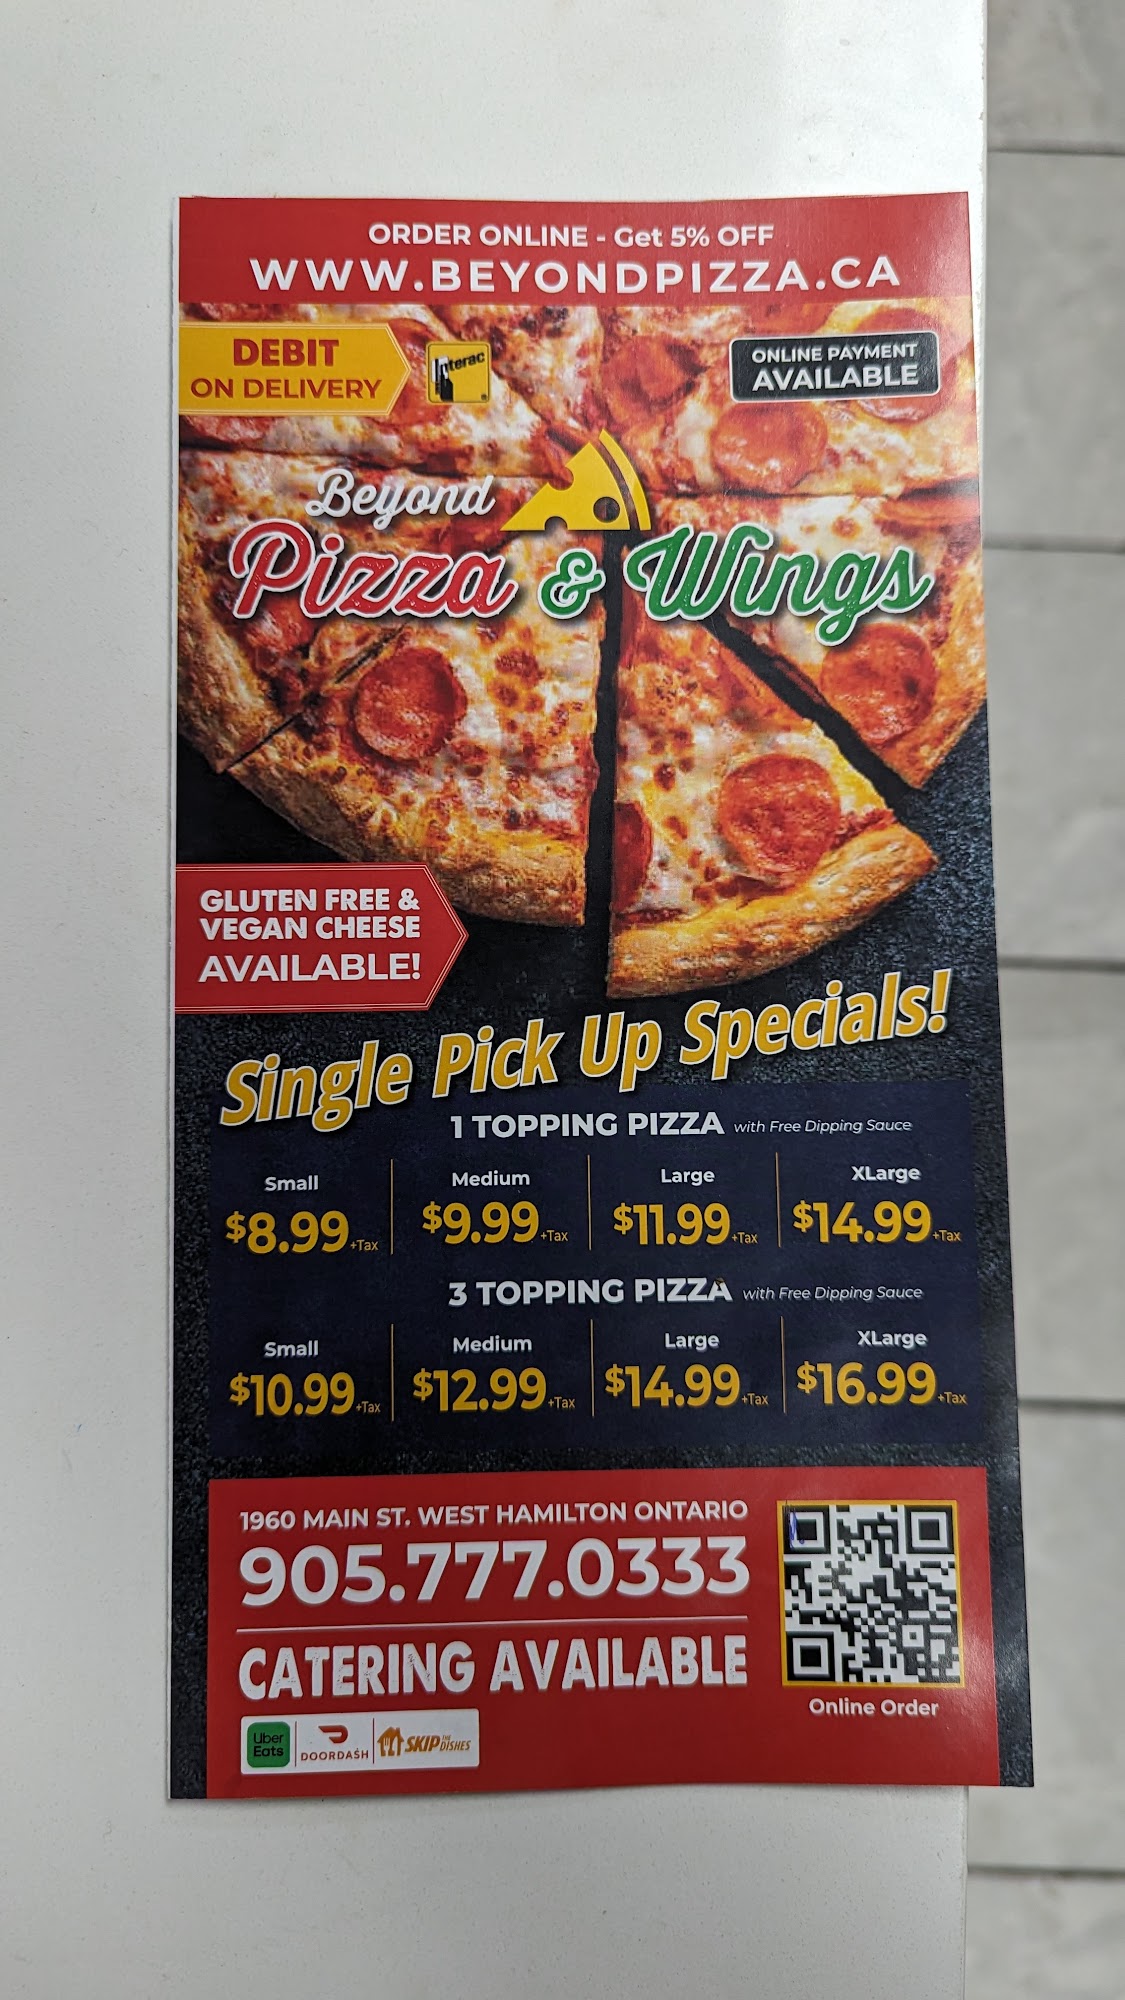 ORDER ONLINE - Get 5% OFF
WWW.BEYONDPIZZA.CA
DEBIT
ON DELIVERY
Interac
ONLINE PAYMENT
AVAILABLE
Beyond
Pizza & Wings
GLUTEN FREE &
VEGAN CHEESE
AVAILABLE!
Single Pick Up Specials!
1 TOPPING PIZZA with Free Dipping Sauce
Small Medium Large XLarge
$8.99 +Tax $9.99 +Tax $11.99 +Tax $14.99 +Tax
3 TOPPING PIZZA with Free Dipping Sauce
Small Medium Large XLarge
$10.99 +Tax $12.99 +Tax $14.99 +Tax $16.99 +Tax
1960 MAIN ST. WEST HAMILTON ONTARIO
905.777.0333
CATERING AVAILABLE
Online Order
Uber
Eats
DOORDASH
SKIP THE DISHES